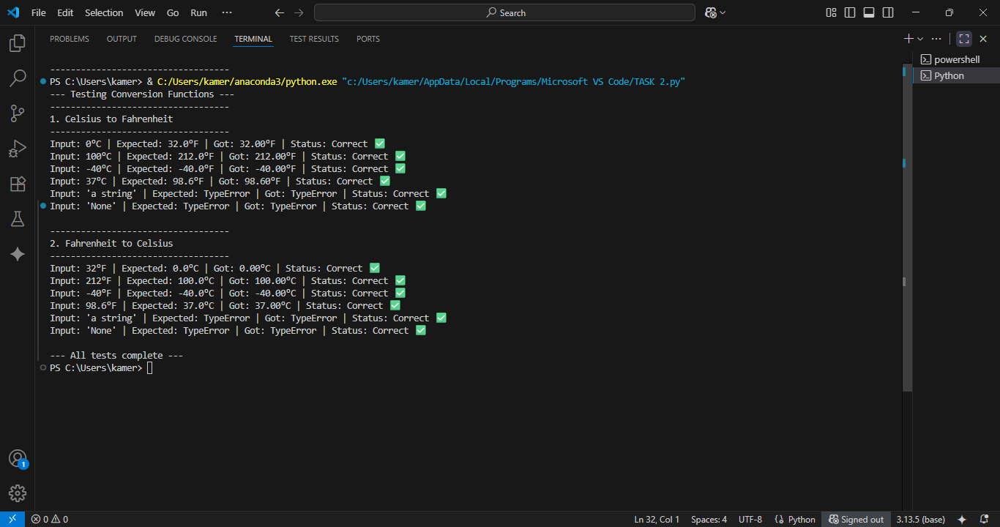 File Edit Selection View Go Run ··· Search
PROBLEMS OUTPUT DEBUG CONSOLE TERMINAL TEST RESULTS PORTS
-----------------------------------
PS C:\Users\kamer> & C:/Users/kamer/anaconda3/python.exe "c:/Users/kamer/AppData/Local/Programs/Microsoft VS Code/TASK 2.py"
--- Testing Conversion Functions ---
-----------------------------------
1. Celsius to Fahrenheit
-----------------------------------
Input: 0°C | Expected: 32.0°F | Got: 32.00°F | Status: Correct ✅
Input: 100°C | Expected: 212.0°F | Got: 212.00°F | Status: Correct ✅
Input: -40°C | Expected: -40.0°F | Got: -40.00°F | Status: Correct ✅
Input: 37°C | Expected: 98.6°F | Got: 98.60°F | Status: Correct ✅
Input: 'a string' | Expected: TypeError | Got: TypeError | Status: Correct ✅
Input: 'None' | Expected: TypeError | Got: TypeError | Status: Correct ✅
-----------------------------------
2. Fahrenheit to Celsius
-----------------------------------
Input: 32°F | Expected: 0.0°C | Got: 0.00°C | Status: Correct ✅
Input: 212°F | Expected: 100.0°C | Got: 100.00°C | Status: Correct ✅
Input: -40°F | Expected: -40.0°C | Got: -40.00°C | Status: Correct ✅
Input: 98.6°F | Expected: 37.0°C | Got: 37.00°C | Status: Correct ✅
Input: 'a string' | Expected: TypeError | Got: TypeError | Status: Correct ✅
Input: 'None' | Expected: TypeError | Got: TypeError | Status: Correct ✅
--- All tests complete ---
PS C:\Users\kamer>
powershell
Python
1
0 0 Ln 32, Col 1 Spaces: 4 UTF-8 {} Python Signed out 3.13.5 (base)